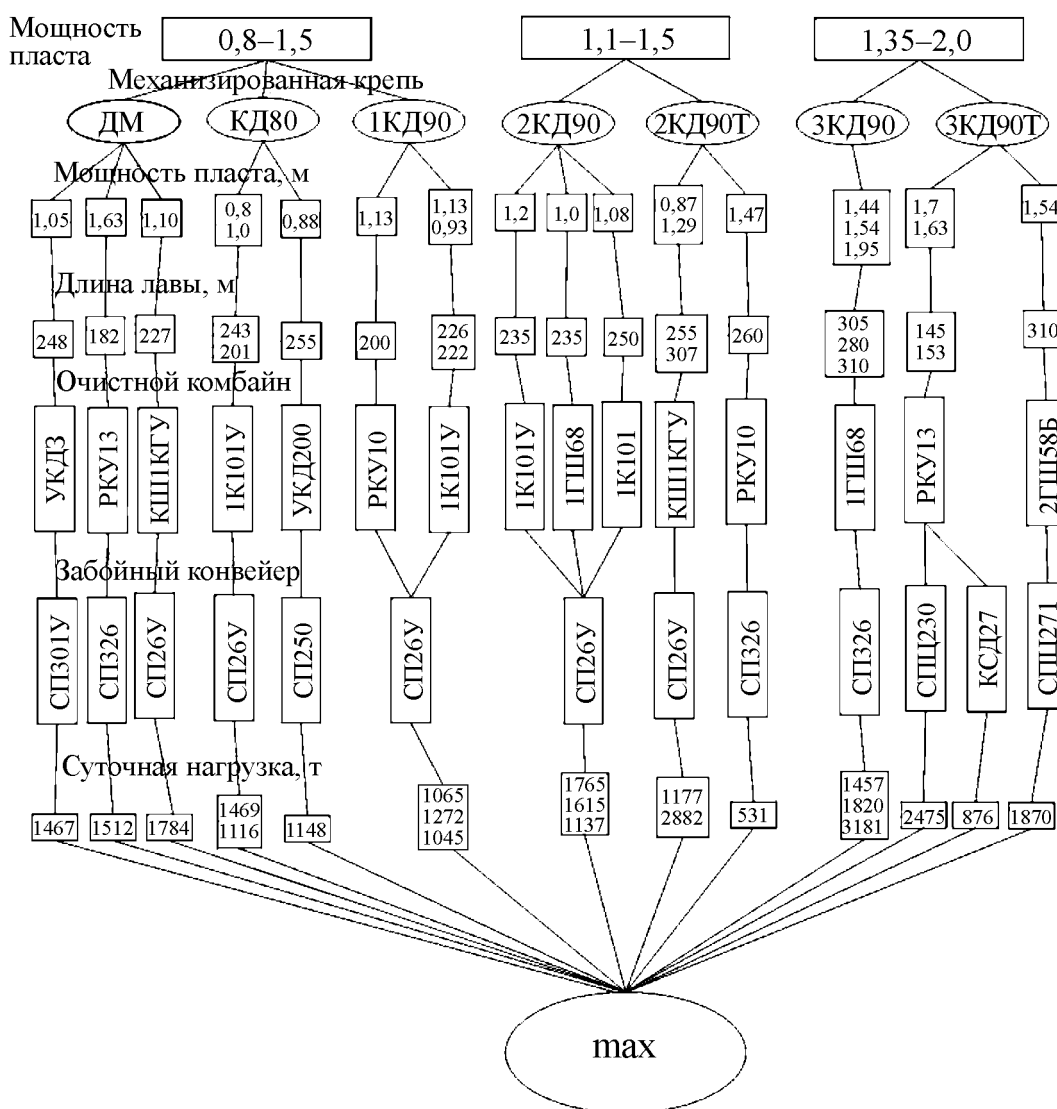 Мощность
пласта
0,8–1,5
1,1–1,5
1,35–2,0
Механизированная крепь
ДМ
КД80
1КД90
2КД90
2КД90Т
3КД90
3КД90Т
Мощность пласта, м
1,05
1,63
1,10
0,8
1,0
0,88
1,13
1,13
0,93
1,2
1,0
1,08
0,87
1,29
1,47
1,44
1,54
1,95
1,7
1,63
1,54
Длина лавы, м
248
182
227
243
201
255
200
226
222
235
235
250
255
307
260
305
280
310
145
153
310
Очистной комбайн
УКД3
РКУ13
КШ1КГУ
1К101У
УКД200
РКУ10
1К101У
1К101У
1ГШ68
1К101
КШ1КГУ
РКУ10
1ГШ68
РКУ13
2ГШ58Б
Забойный конвейер
СП301У
СП326
СП26У
СП26У
СП250
СП26У
СП26У
СП26У
СП326
СП326
СПЦ230
КСД27
СПЦ271
Суточная нагрузка, т
1467
1512
1784
1469
1116
1148
1065
1272
1045
1765
1615
1137
1177
2882
531
1457
1820
3181
2475
876
1870
max